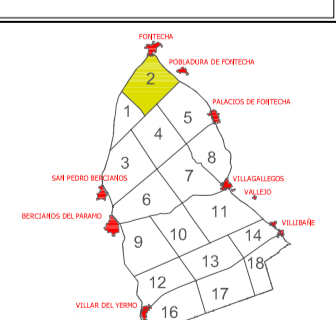 FONTECHA
POBLADURA DE FONTECHA
2
PALACIOS DE FONTECHA
1
5
4
3
8
SAN PEDRO BERCIANOS
7
VILLAGALLEGOS
VALLEJO
6
BERCIANOS DEL PARAMO
11
VILLIBAÑE
9
10
14
13
18
12
17
VILLAR DEL YERMO
16